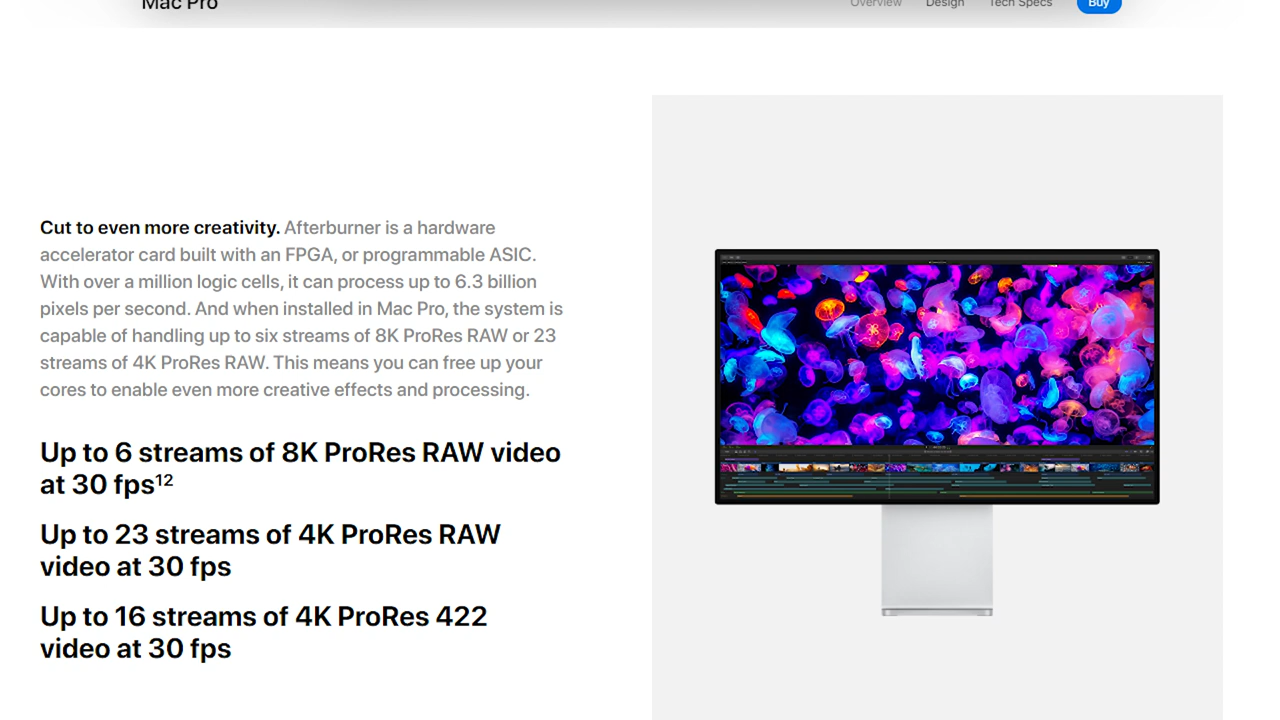 Mac Pro
Overview Design Tech Specs Buy
Cut to even more creativity. Afterburner is a hardware
accelerator card built with an FPGA, or programmable ASIC.
With over a million logic cells, it can process up to 6.3 billion
pixels per second. And when installed in Mac Pro, the system is
capable of handling up to six streams of 8K ProRes RAW or 23
streams of 4K ProRes RAW. This means you can free up your
cores to enable even more creative effects and processing.
Up to 6 streams of 8K ProRes RAW video
at 30 fps12
Up to 23 streams of 4K ProRes RAW
video at 30 fps
Up to 16 streams of 4K ProRes 422
video at 30 fps